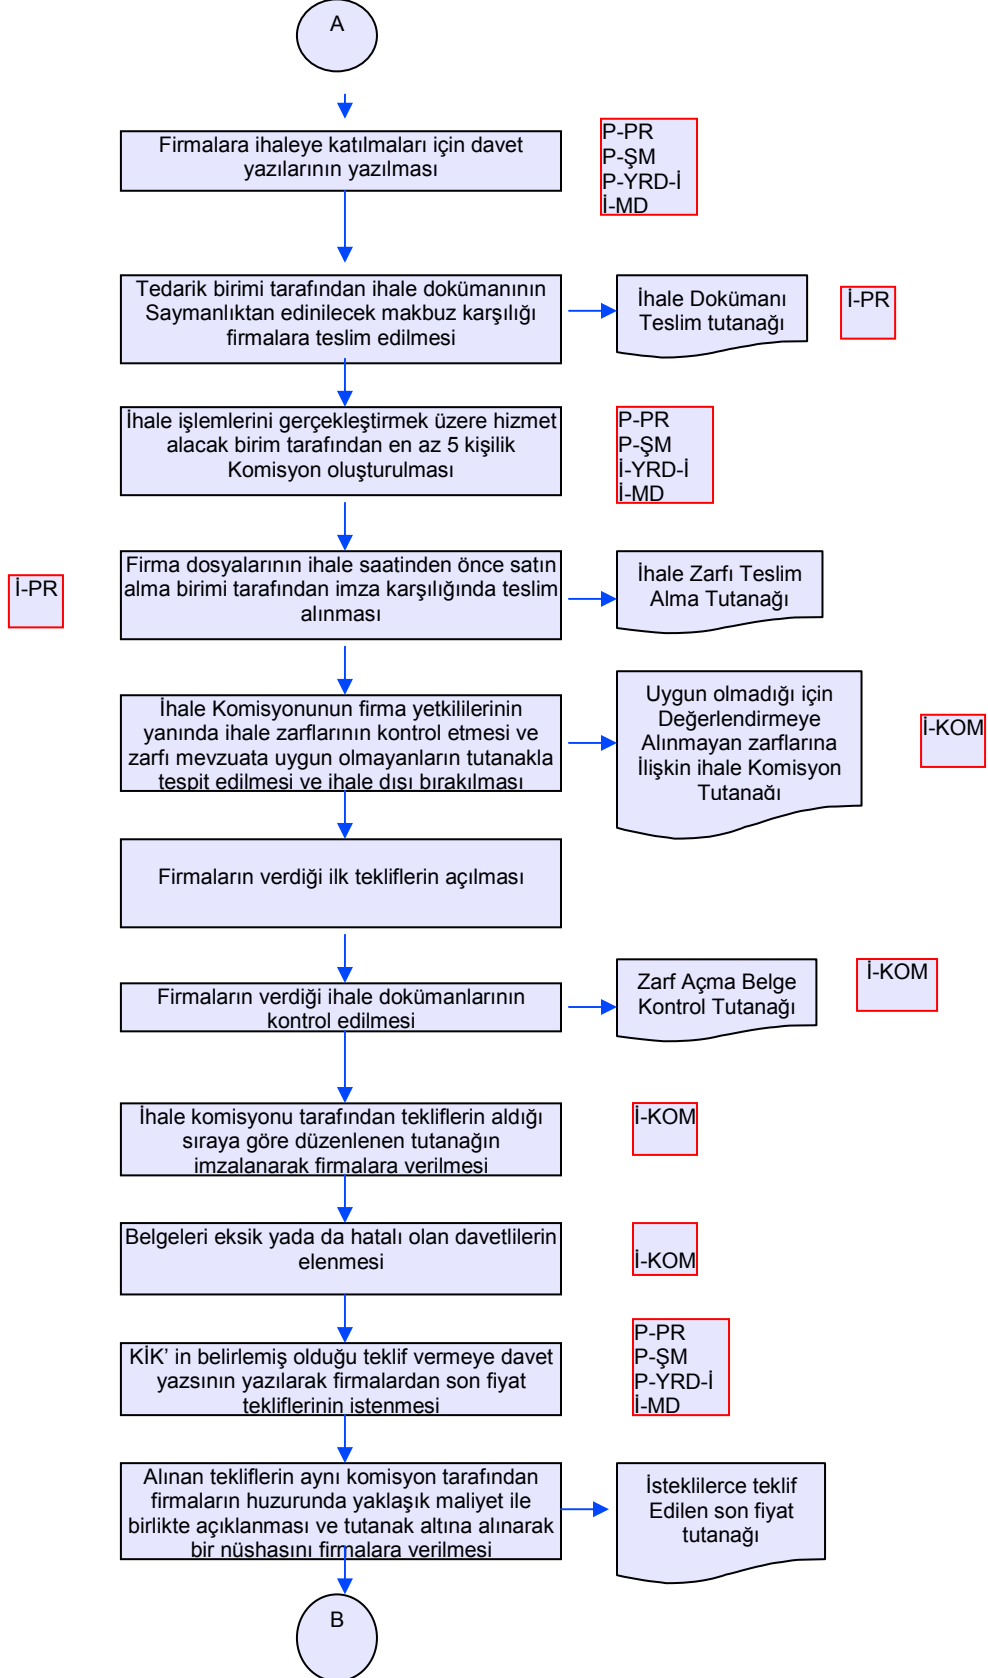 A
Firmalara ihaleye katılmaları için davet
yazılarının yazılması
P-PR
P-ŞM
P-YRD-İ
İ-MD
Tedarik birimi tarafından ihale dokümanının
Saymanlıktan edinilecek makbuz karşılığı
firmalara teslim edilmesi
İhale Dokümanı
Teslim tutanağı
İ-PR
İhale işlemlerini gerçekleştirmek üzere hizmet
alacak birim tarafından en az 5 kişilik
Komisyon oluşturulması
P-PR
P-ŞM
İ-YRD-İ
İ-MD
İ-PR
Firma dosyalarının ihale saatinden önce satın
alma birimi tarafından imza karşılığında teslim
alınması
İhale Zarfı Teslim
Alma Tutanağı
İhale Komisyonunun firma yetkililerinin
yanında ihale zarflarının kontrol etmesi ve
zarfı mevzuata uygun olmayanların tutanakla
tespit edilmesi ve ihale dışı bırakılması
Uygun olmadığı için
Değerlendirmeye
Alınmayan zarflarına
İlişkin ihale Komisyon
Tutanağı
İ-KOM
Firmaların verdiği ilk tekliflerin açılması
Firmaların verdiği ihale dokümanlarının
kontrol edilmesi
Zarf Açma Belge
Kontrol Tutanağı
İ-KOM
İhale komisyonu tarafından tekliflerin aldığı
sıraya göre düzenlenen tutanağın
imzalanarak firmalara verilmesi
İ-KOM
Belgeleri eksik yada da hatalı olan davetlilerin
elenmesi
İ-KOM
KİK' in belirlemiş olduğu teklif vermeye davet
yazsının yazılarak firmalardan son fiyat
tekliflerinin istenmesi
P-PR
P-ŞM
P-YRD-İ
İ-MD
Alınan tekliflerin aynı komisyon tarafından
firmaların huzurunda yaklaşık maliyet ile
birlikte açıklanması ve tutanak altına alınarak
bir nüshasını firmalara verilmesi
İsteklilerce teklif
Edilen son fiyat
tutanağı
B